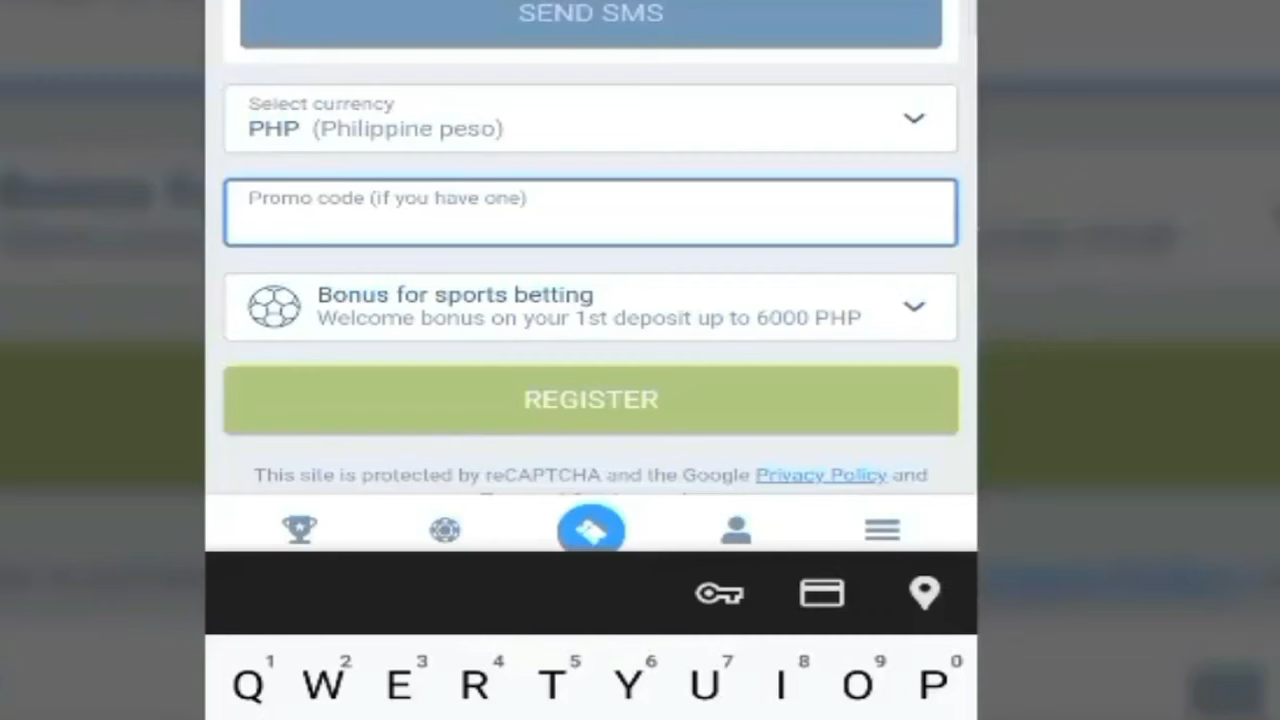 SEND SMS
Select currency
PHP (Philippine peso)
Promo code (if you have one)
Bonus for sports betting
Welcome bonus on your 1st deposit up to 6000 PHP
REGISTER
This site is protected by reCAPTCHA and the Google Privacy Policy and
1 2 3 4 5 6 7 8 9 0
Q W E R T Y U I O P